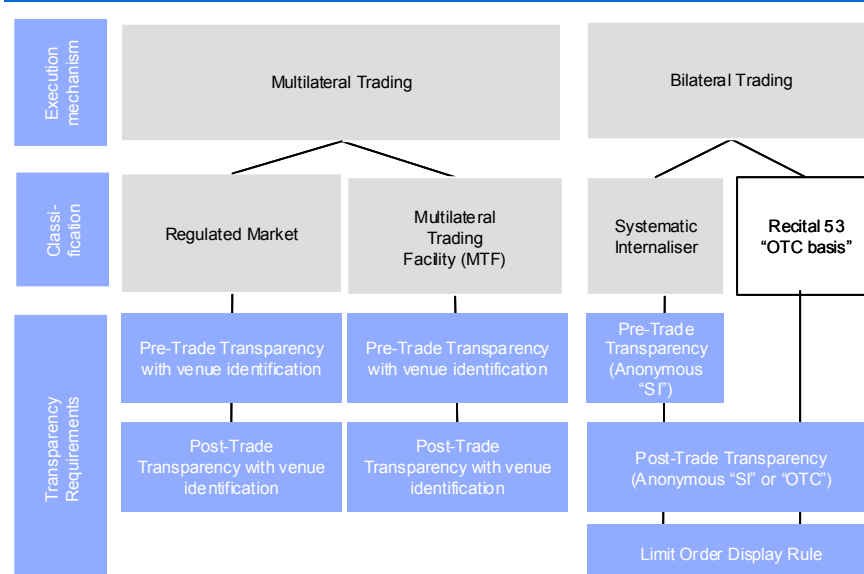 Execution
mechanism
Multilateral Trading
Bilateral Trading
Classi-
fication
Regulated Market
Multilateral
Trading
Facility (MTF)
Systematic
Internaliser
Recital 53
“OTC basis”
Transparency
Requirements
Pre-Trade Transparency
with venue identification
Pre-Trade Transparency
with venue identification
Pre-Trade
Transparency
(Anonymous
“SI”)
Post-Trade
Transparency with venue
identification
Post-Trade
Transparency with venue
identification
Post-Trade Transparency
(Anonymous “SI” or “OTC”)
Limit Order Display Rule